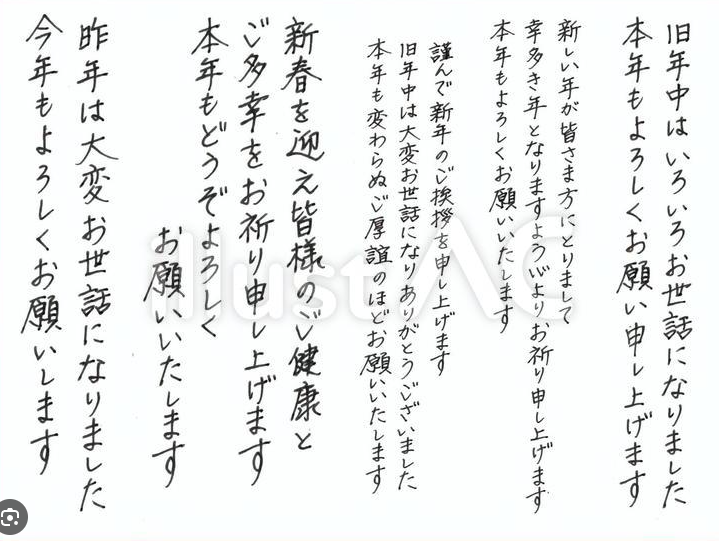 旧年中はいろいろお世話になりました
本年もよろしくお願い申し上げます
新しい年が皆さま方にとりまして
幸多き年となりますよう心よりお祈り申し上げます
本年もよろしくお願いいたします
謹んで新年のご挨拶を申し上げます
旧年中は大変お世話になりありがとうございました
本年も変わらぬご厚誼のほどお願いいたします
新春を迎え皆様のご健康と
ご多幸をお祈り申し上げます
本年もどうぞよろしく
お願いいたします
昨年は大変お世話になりました
今年もよろしくお願いします
illustAC